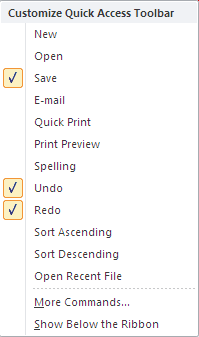 Customize Quick Access Toolbar
New
Open
Save
E-mail
Quick Print
Print Preview
Spelling
Undo
Redo
Sort Ascending
Sort Descending
Open Recent File
More Commands...
Show Below the Ribbon